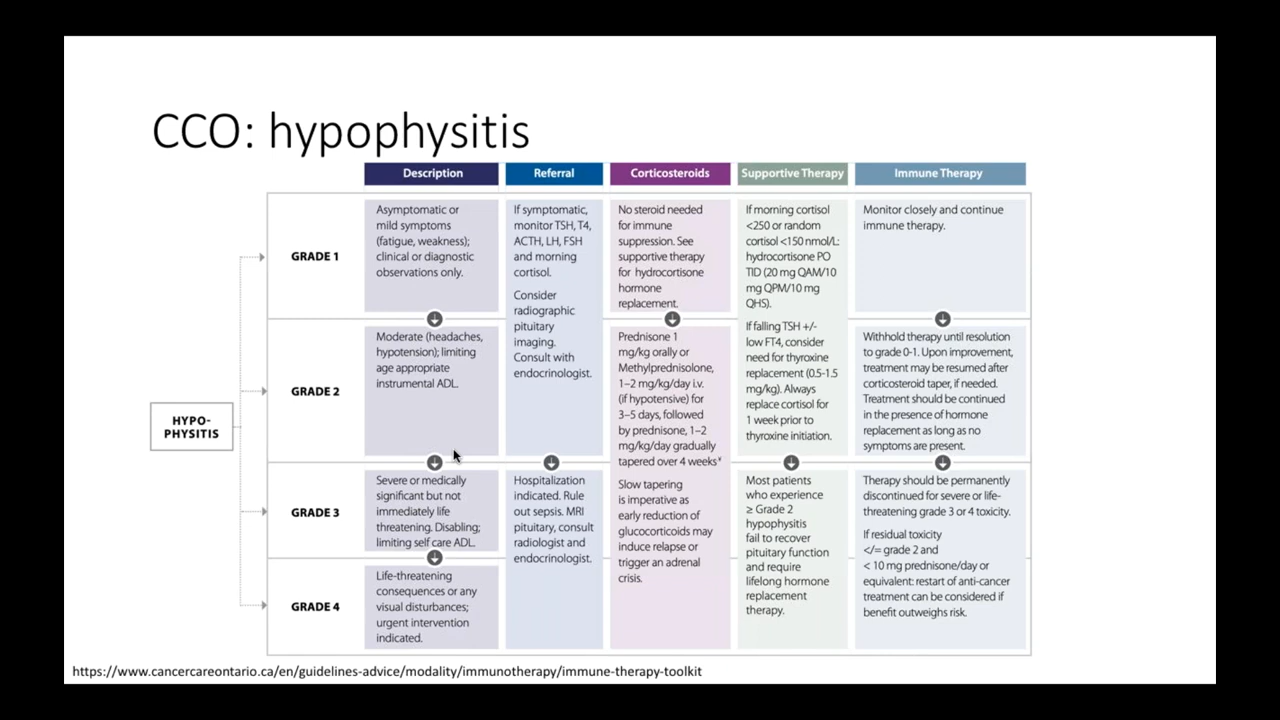 CCO: hypophysitis
Description
Referral
Corticosteroids
Supportive Therapy
Immune Therapy
HYPO-
PHYSITIS
GRADE 1
Asymptomatic or
mild symptoms
(fatigue, weakness);
clinical or diagnostic
observations only.
If symptomatic,
monitor TSH, T4,
ACTH, LH, FSH
and morning
cortisol.
Consider
radiographic
pituitary
imaging.
Consult with
endocrinologist.
No steroid needed
for immune
suppression. See
supportive therapy
for hydrocortisone
hormone
replacement.
If morning cortisol
<250 or random
cortisol <150 nmol/L:
hydrocortisone PO
TID (20 mg QAM/10
mg QPM/10 mg
QHS).
If falling TSH +/-
low FT4, consider
need for thyroxine
replacement (0.5-1.5
mg/kg). Always
replace cortisol for
1 week prior to
thyroxine initiation.
Monitor closely and continue
immune therapy.
GRADE 2
Moderate (headaches,
hypotension); limiting
age appropriate
instrumental ADL.
Prednisone 1
mg/kg orally or
Methylprednisolone,
1–2 mg/kg/day i.v.
(if hypotensive) for
3–5 days, followed
by prednisone, 1–2
mg/kg/day gradually
tapered over 4 weeks¥
Slow tapering
is imperative as
early reduction of
glucocorticoids may
induce relapse or
trigger an adrenal
crisis.
Withhold therapy until resolution
to grade 0-1. Upon improvement,
treatment may be resumed after
corticosteroid taper, if needed.
Treatment should be continued
in the presence of hormone
replacement as long as no
symptoms are present.
GRADE 3
Severe or medically
significant but not
immediately life
threatening. Disabling;
limiting self care ADL.
Hospitalization
indicated. Rule
out sepsis. MRI
pituitary, consult
radiologist and
endocrinologist.
Most patients
who experience
≥ Grade 2
hypophysitis
fail to recover
pituitary function
and require
lifelong hormone
replacement
therapy.
Therapy should be permanently
discontinued for severe or life-
threatening grade 3 or 4 toxicity.
If residual toxicity
</= grade 2 and
< 10 mg prednisone/day or
equivalent: restart of anti-cancer
treatment can be considered if
benefit outweighs risk.
GRADE 4
Life-threatening
consequences or any
visual disturbances;
urgent intervention
indicated.
https://www.cancercareontario.ca/en/guidelines-advice/modality/immunotherapy/immune-therapy-toolkit